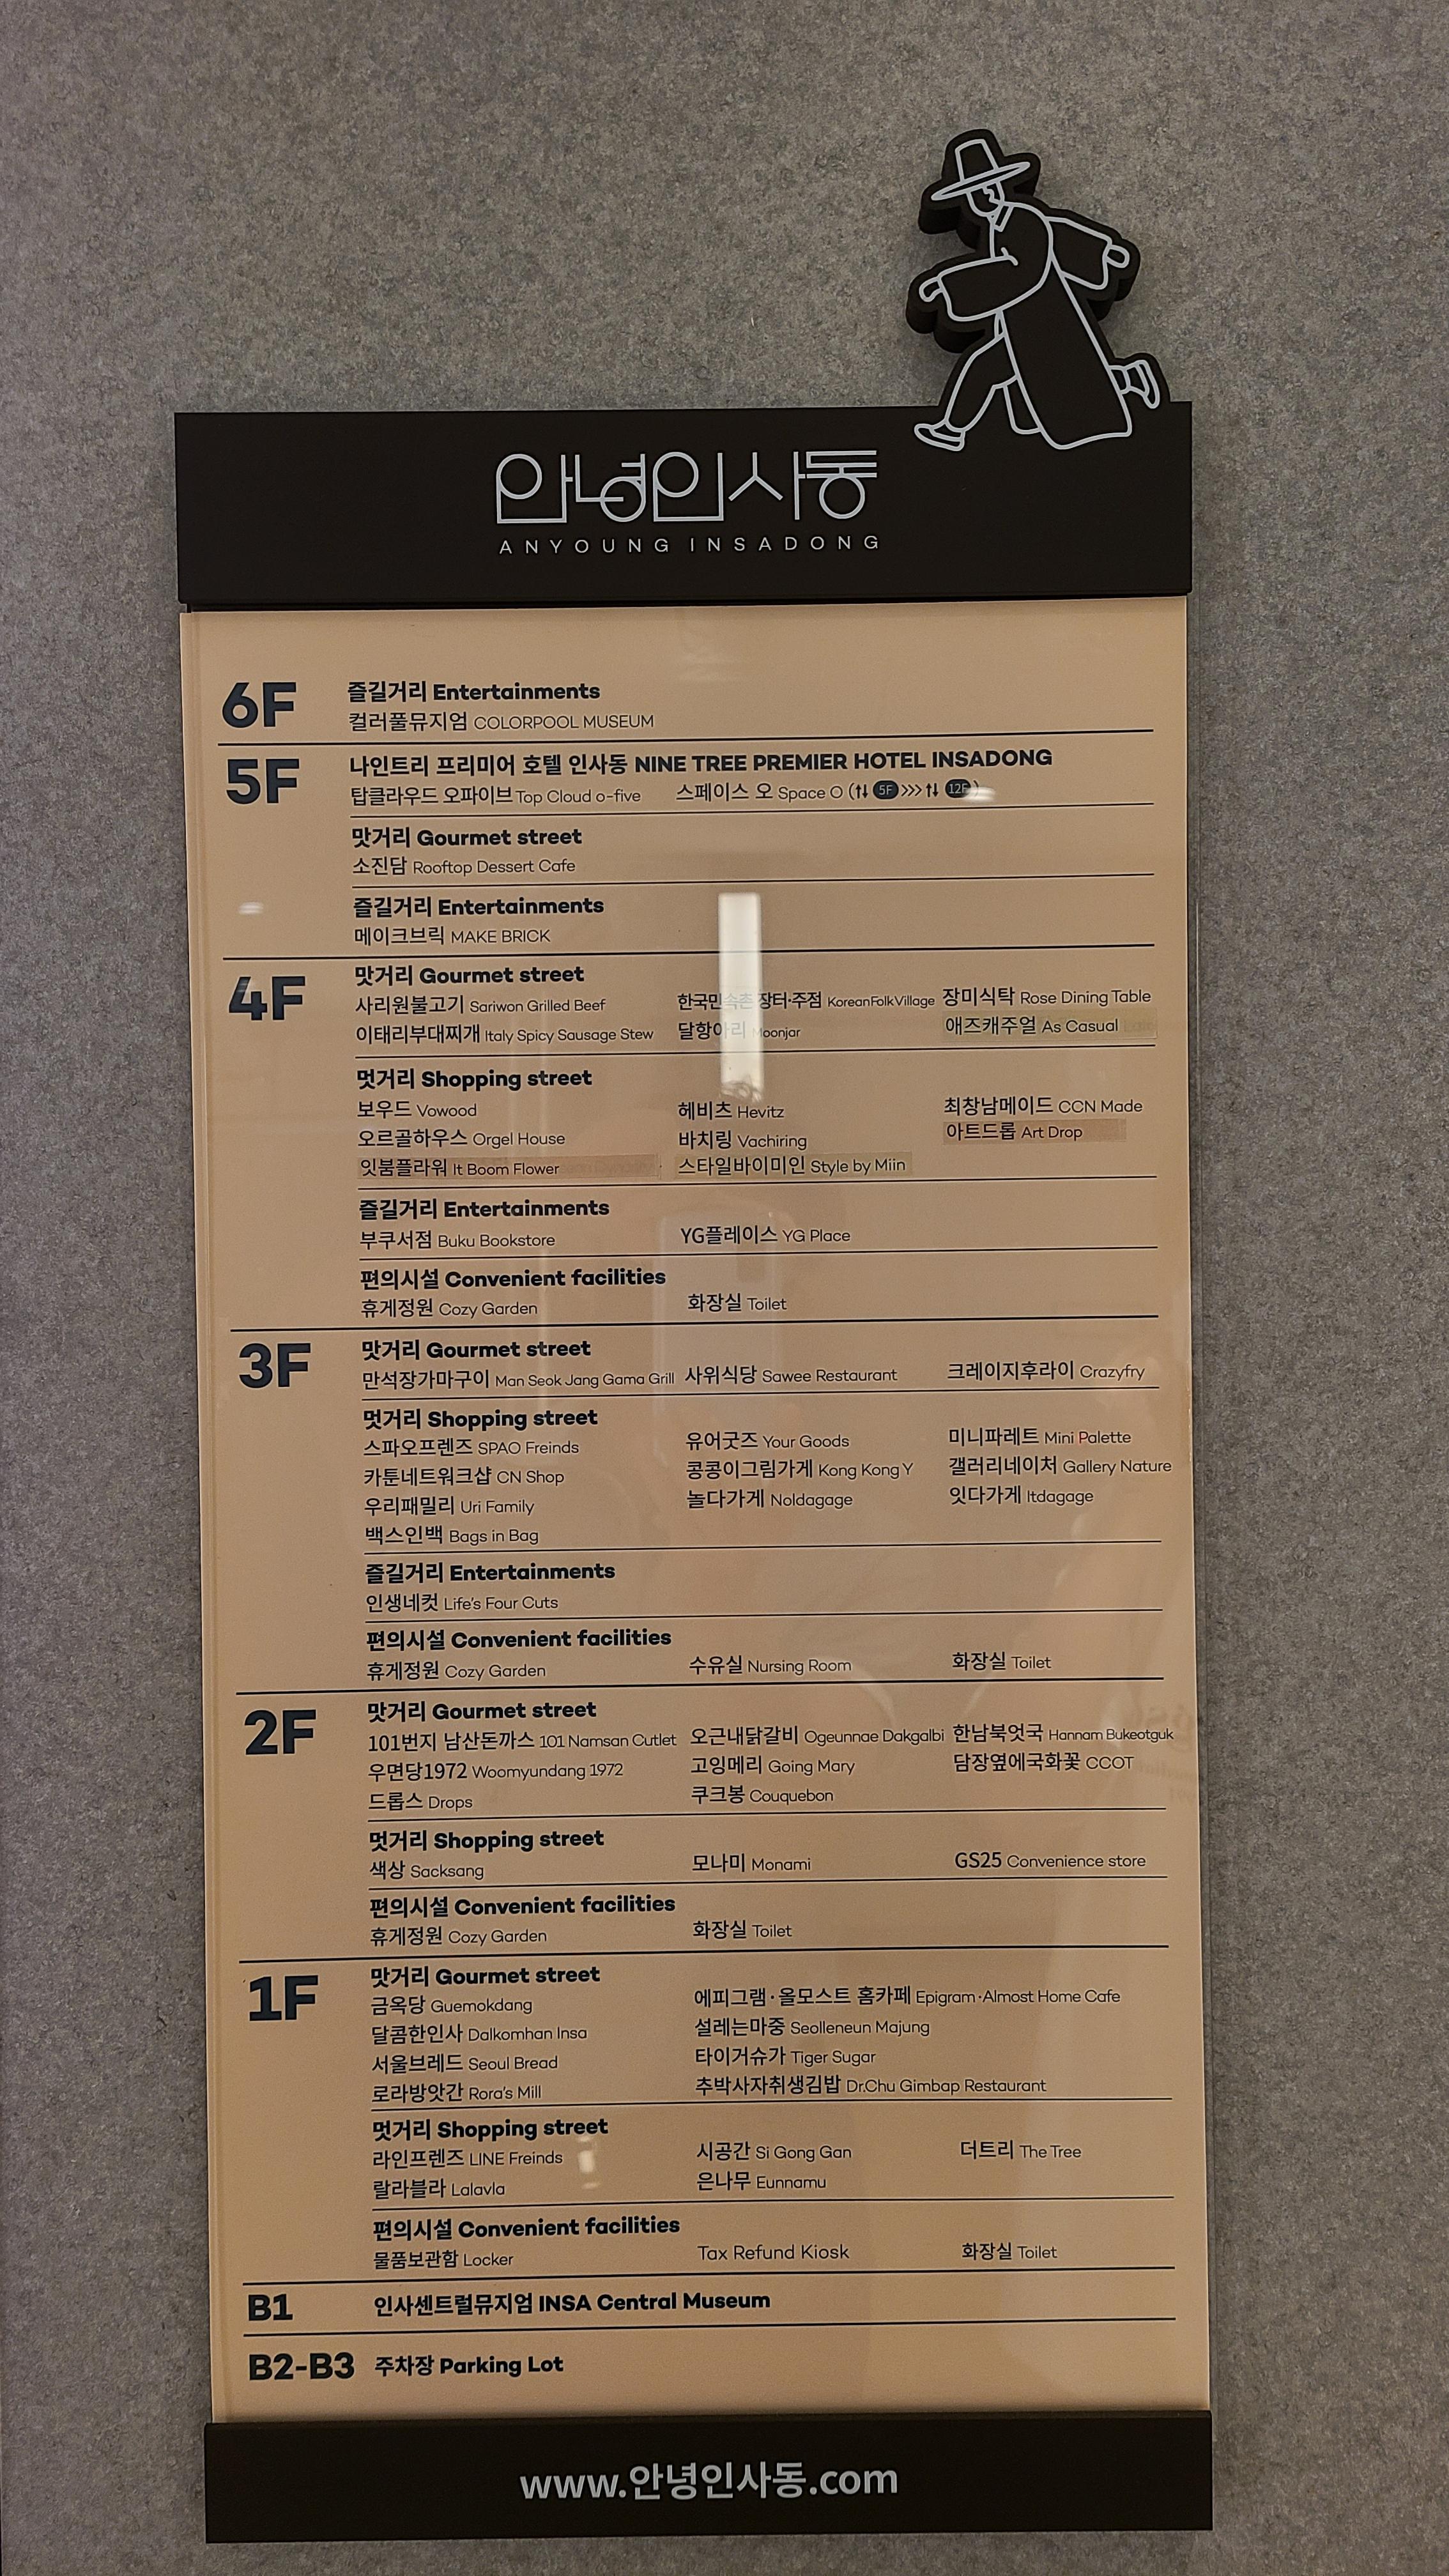 안녕인사동
ANYOUNG INSADONG
6F
즐길거리 Entertainments
컬러풀뮤지엄 COLORPOOL MUSEUM
5F
나인트리 프리미어 호텔 인사동 NINE TREE PREMIER HOTEL INSADONG
탑클라우드 오파이브 Top Cloud o-five 스페이스 오 Space O (↑↓ 5F >>> ↑↓ 12F)
맛거리 Gourmet street
소진담 Rooftop Dessert Cafe
즐길거리 Entertainments
메이크브릭 MAKE BRICK
4F
맛거리 Gourmet street
사리원불고기 Sariwon Grilled Beef 한국민속촌 장터·주점 KoreanFolkVillage 장미식탁 Rose Dining Table
이태리부대찌개 Italy Spicy Sausage Stew 달항아리 Moonjar 애즈캐주얼 As Casual
멋거리 Shopping street
보우드 Vowood 헤비츠 Hevitz 최창남메이드 CCN Made
오르골하우스 Orgel House 바치링 Vachiring 아트드롭 Art Drop
잇붐플라워 It Boom Flower 스타일바이미인 Style by Miin
즐길거리 Entertainments
부쿠서점 Buku Bookstore YG플레이스 YG Place
편의시설 Convenient facilities
휴게정원 Cozy Garden 화장실 Toilet
3F
맛거리 Gourmet street
만석장가마구이 Man Seok Jang Gama Grill 사위식당 Sawee Restaurant 크레이지후라이 Crazyfry
멋거리 Shopping street
스파오프렌즈 SPAO Freinds 유어굿즈 Your Goods 미니파레트 Mini Palette
카툰네트워크샵 CN Shop 콩콩이그림가게 Kong Kong Y 갤러리네이처 Gallery Nature
우리패밀리 Uri Family 놀다가게 Noldagage 잇다가게 Itdagage
백스인백 Bags in Bag
즐길거리 Entertainments
인생네컷 Life's Four Cuts
편의시설 Convenient facilities
휴게정원 Cozy Garden 수유실 Nursing Room 화장실 Toilet
2F
맛거리 Gourmet street
101번지 남산돈까스 101 Namsan Cutlet 오근내닭갈비 Ogeunnae Dakgalbi 한남북엇국 Hannam Bukeotguk
우면당1972 Woomyundang 1972 고잉메리 Going Mary 담장옆에국화꽃 CCOT
드롭스 Drops 쿠크봉 Couquebon
멋거리 Shopping street
색상 Sacksang 모나미 Monami GS25 Convenience store
편의시설 Convenient facilities
휴게정원 Cozy Garden 화장실 Toilet
1F
맛거리 Gourmet street
금옥당 Guemokdang 에피그램·올모스트 홈카페 Epigram·Almost Home Cafe
달콤한인사 Dalkomhan Insa 설레는마중 Seolleneun Majung
서울브레드 Seoul Bread 타이거슈가 Tiger Sugar
로라방앗간 Rora's Mill 추박사자취생김밥 Dr.Chu Gimbap Restaurant
멋거리 Shopping street
라인프렌즈 LINE Freinds 시공간 Si Gong Gan 더트리 The Tree
랄라블라 Lalavla 은나무 Eunnamu
편의시설 Convenient facilities
물품보관함 Locker Tax Refund Kiosk 화장실 Toilet
B1
인사센트럴뮤지엄 INSA Central Museum
B2-B3 주차장 Parking Lot
www.안녕인사동.com